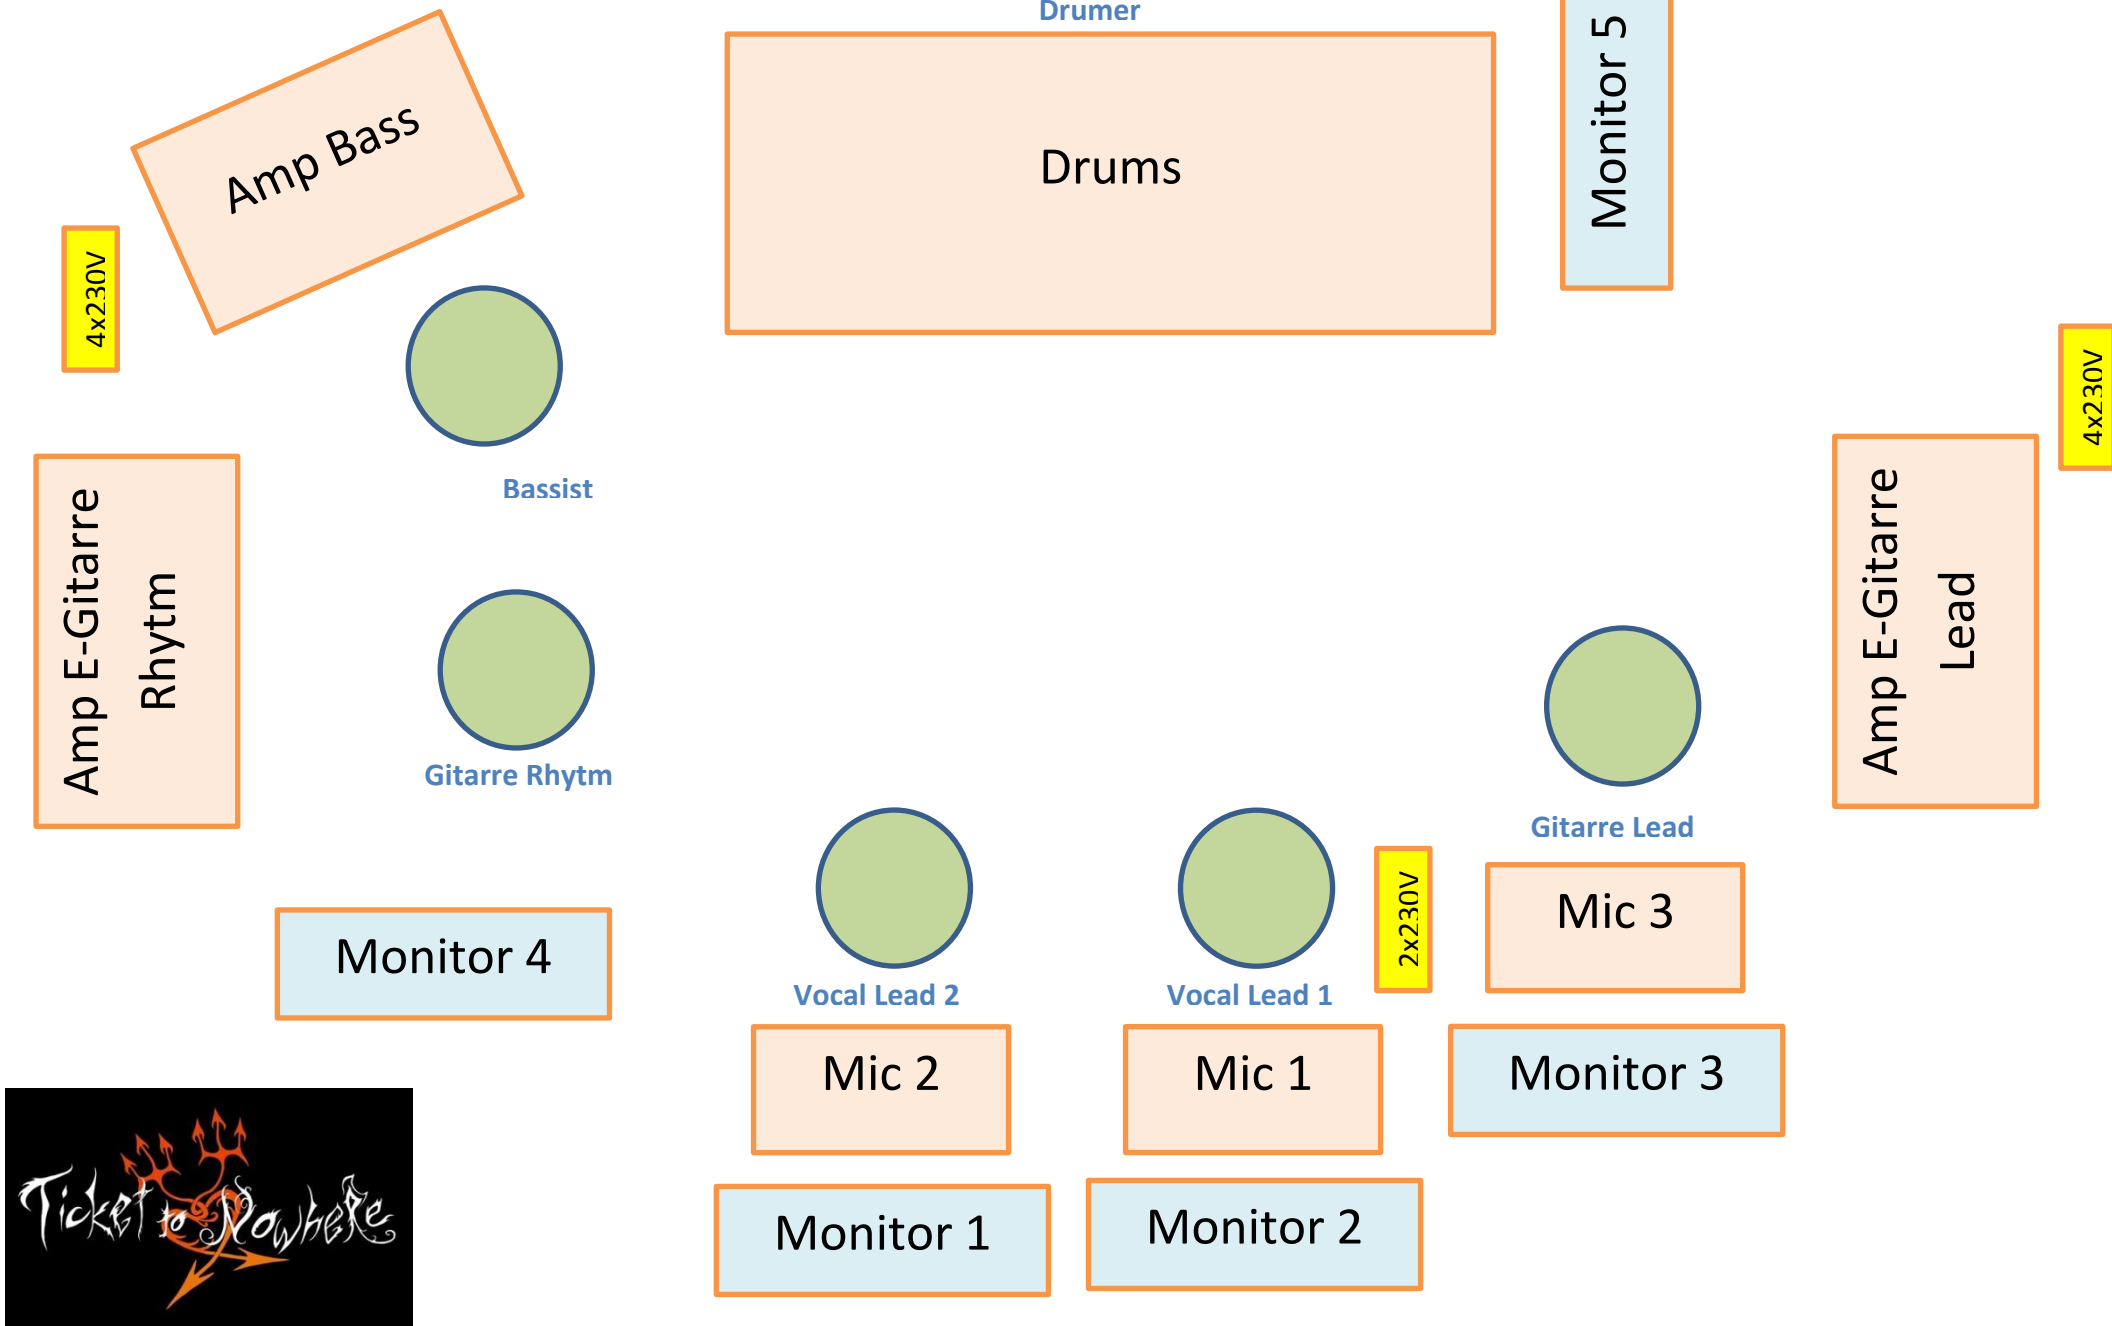 Drumer
Monitor 5
Amp Bass
Drums
4x230V
4x230V
Bassist
Amp E-Gitarre
Rhytm
Amp E-Gitarre
Lead
Gitarre Rhytm
Gitarre Lead
2x230V
Mic 3
Monitor 4
Vocal Lead 2
Vocal Lead 1
Mic 2
Mic 1
Monitor 3
Monitor 1
Monitor 2
Ticket to Nowhere